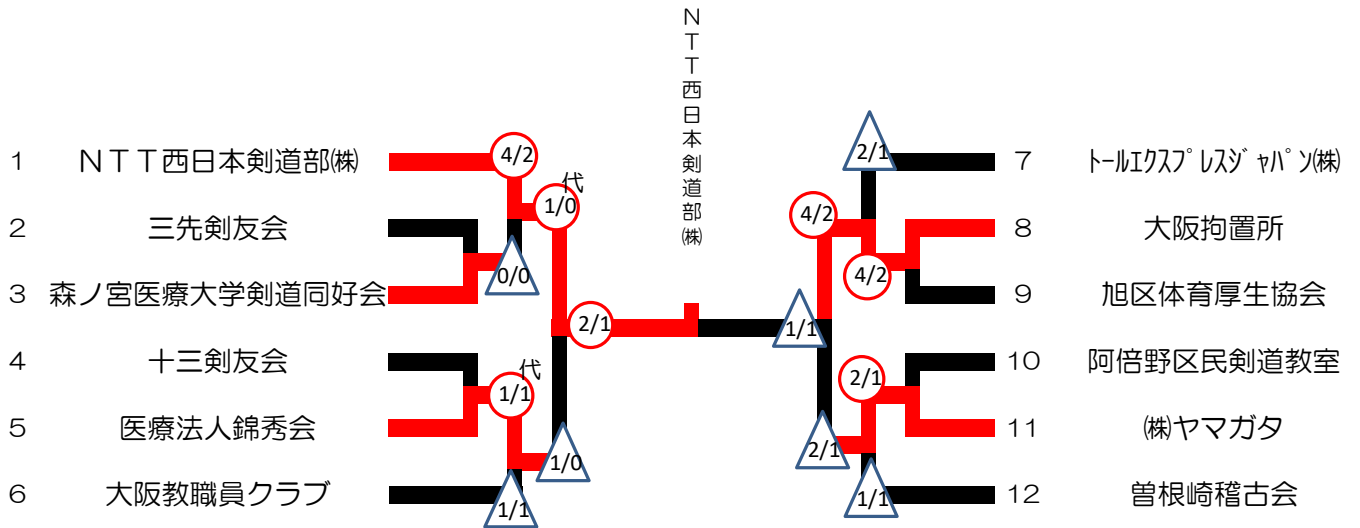 NTT西日本剣道部㈱
1 NTT西日本剣道部㈱
2 三先剣友会
3 森ノ宮医療大学剣道同好会
4 十三剣友会
5 医療法人錦秀会
6 大阪教職員クラブ
4/2
代
1/0
0/0
代
1/1
1/0
1/1
2/1
1/1
2/1
4/2
4/2
2/1
2/1
1/1
7 ﾄｰﾙｴｸｽﾌﾟﾚｽｼﾞｬﾊﾟﾝ㈱
8 大阪拘置所
9 旭区体育厚生協会
10 阿倍野区民剣道教室
11 ㈱ヤマガタ
12 曽根崎稽古会